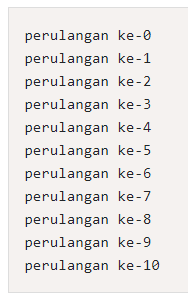 perulangan ke-0
perulangan ke-1
perulangan ke-2
perulangan ke-3
perulangan ke-4
perulangan ke-5
perulangan ke-6
perulangan ke-7
perulangan ke-8
perulangan ke-9
perulangan ke-10